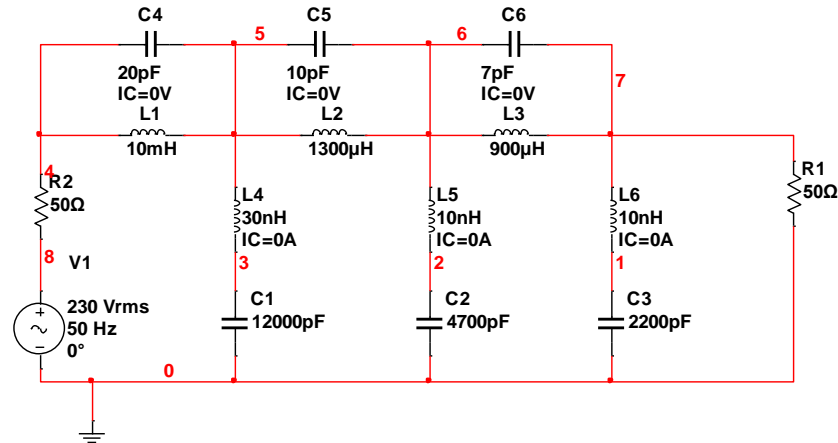 C4
5
C5
6
C6
20pF
IC=0V
10pF
IC=0V
7pF
IC=0V
7
L1
10mH
L2
1300µH
L3
900µH
4
R2
50Ω
L4
30nH
IC=0A
L5
10nH
IC=0A
L6
10nH
IC=0A
R1
50Ω
8
V1
3
2
1
230 Vrms
50 Hz
0°
C1
12000pF
C2
4700pF
C3
2200pF
0